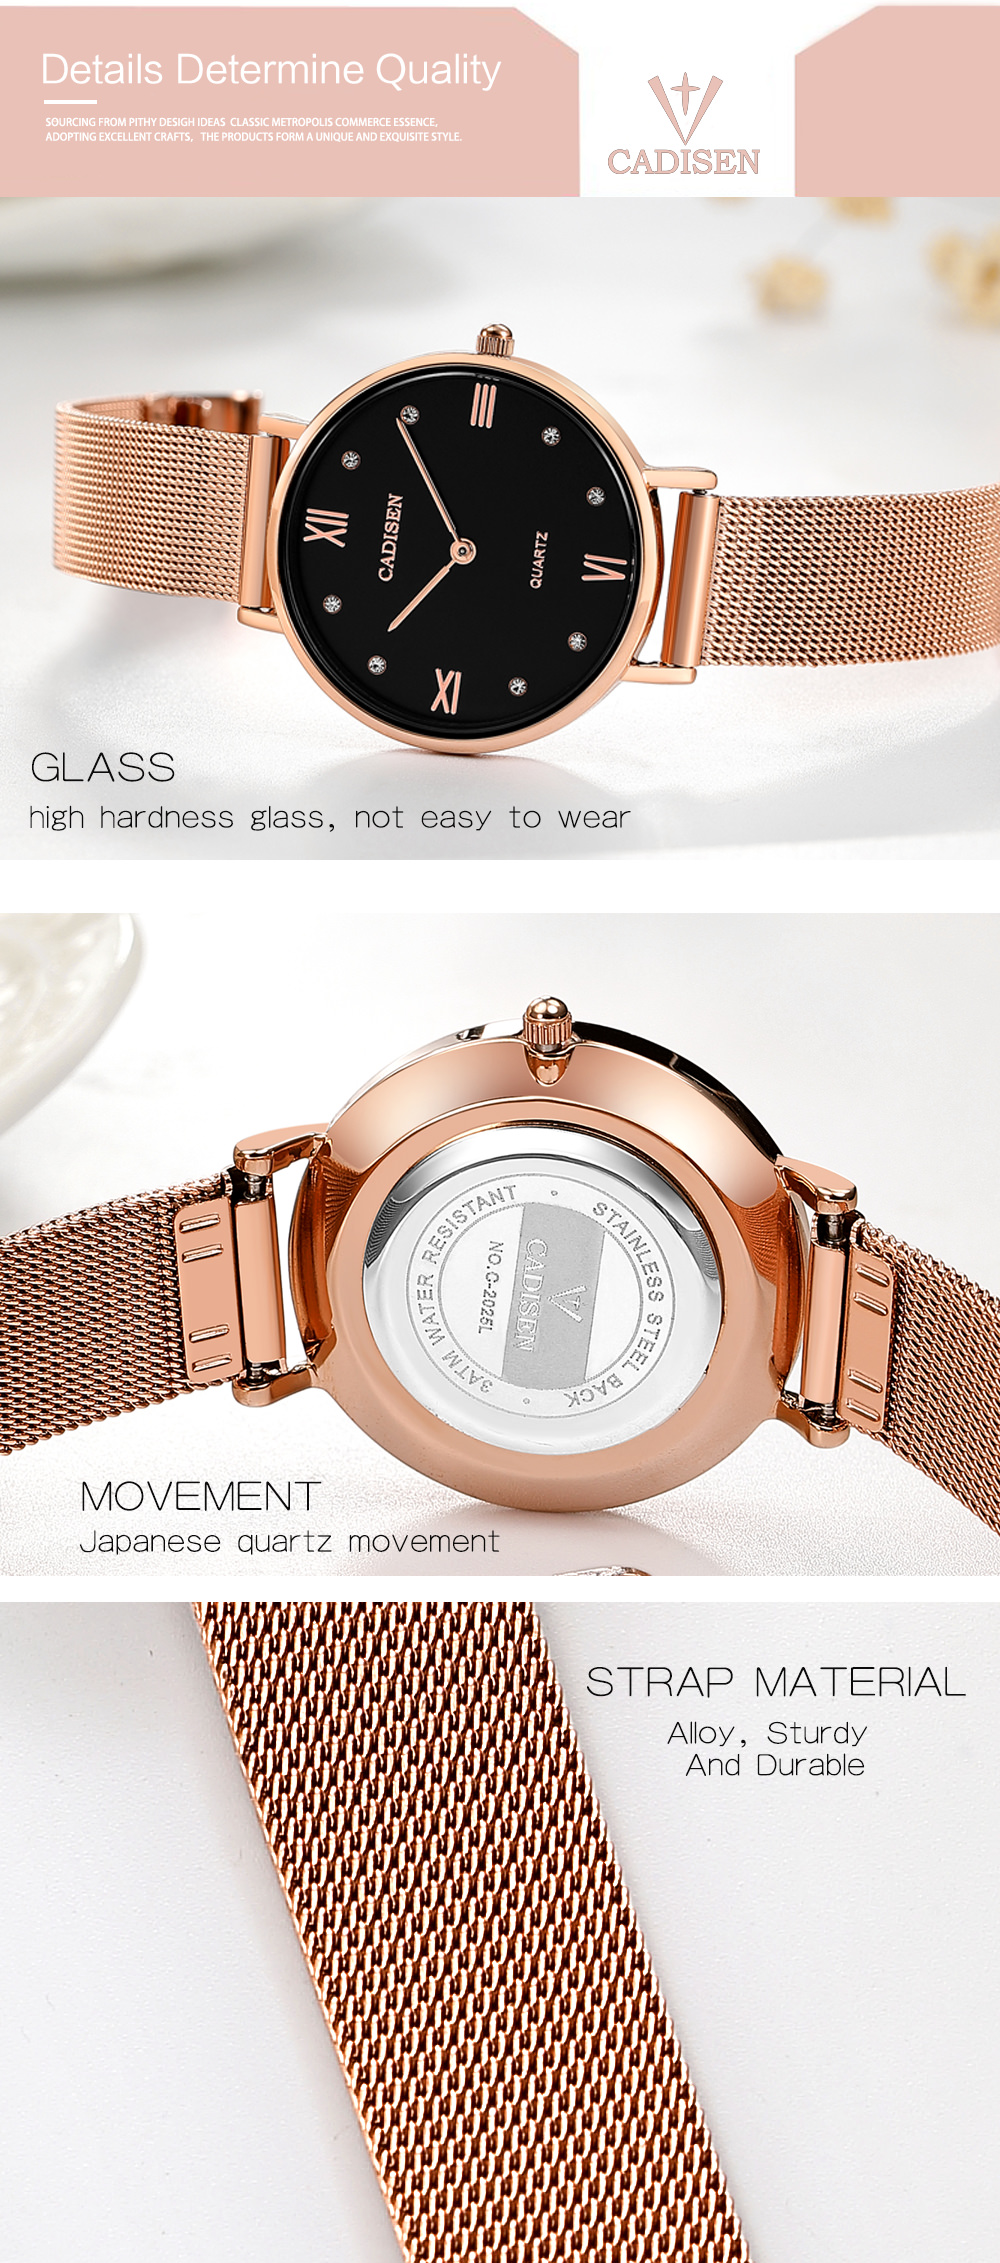 Details Determine Quality
SOURCING FROM PITHY DESIGH IDEAS CLASSIC METROPOLIS COMMERCE ESSENCE,
ADOPTING EXCELLENT CRAFTS, THE PRODUCTS FORM A UNIQUE AND EXQUISITE STYLE.
CADISEN
III
XII
CADISEN
QUARTZ
VI
IX
GLASS
high hardness glass, not easy to wear
3ATM WATER RESISTANT
STAINLESS STEEL BACK
NO.C-2025L
CADISEN
MOVEMENT
Japanese quartz movement
STRAP MATERIAL
Alloy, Sturdy
And Durable